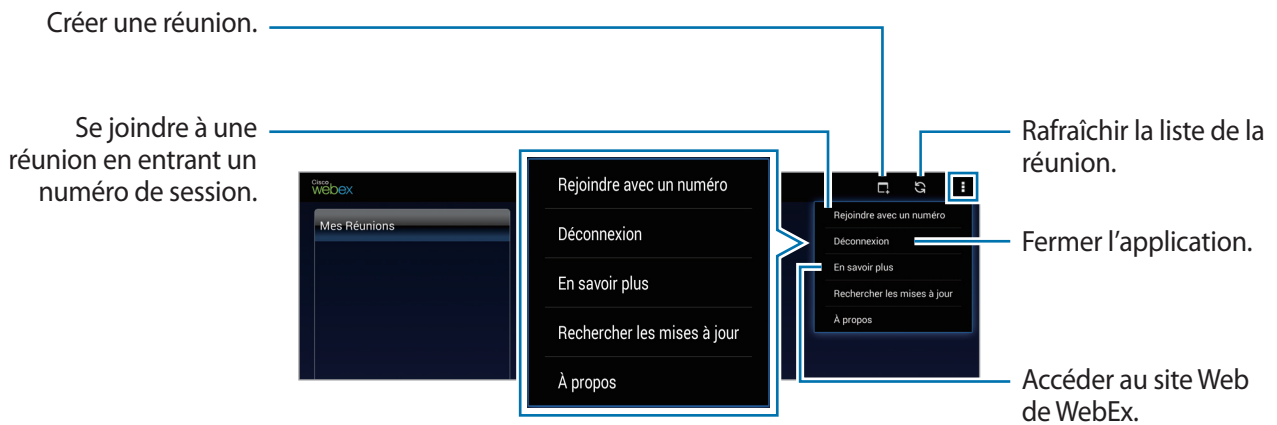 Créer une réunion.
Se joindre à une
réunion en entrant un
numéro de session.
Cisco
webex
Mes Réunions
Rejoindre avec un numéro
Déconnexion
En savoir plus
Rechercher les mises à jour
À propos
Rejoindre avec un numéro
Déconnexion
En savoir plus
Rechercher les mises à jour
À propos
Rafraîchir la liste de la
réunion.
Fermer l’application.
Accéder au site Web
de WebEx.